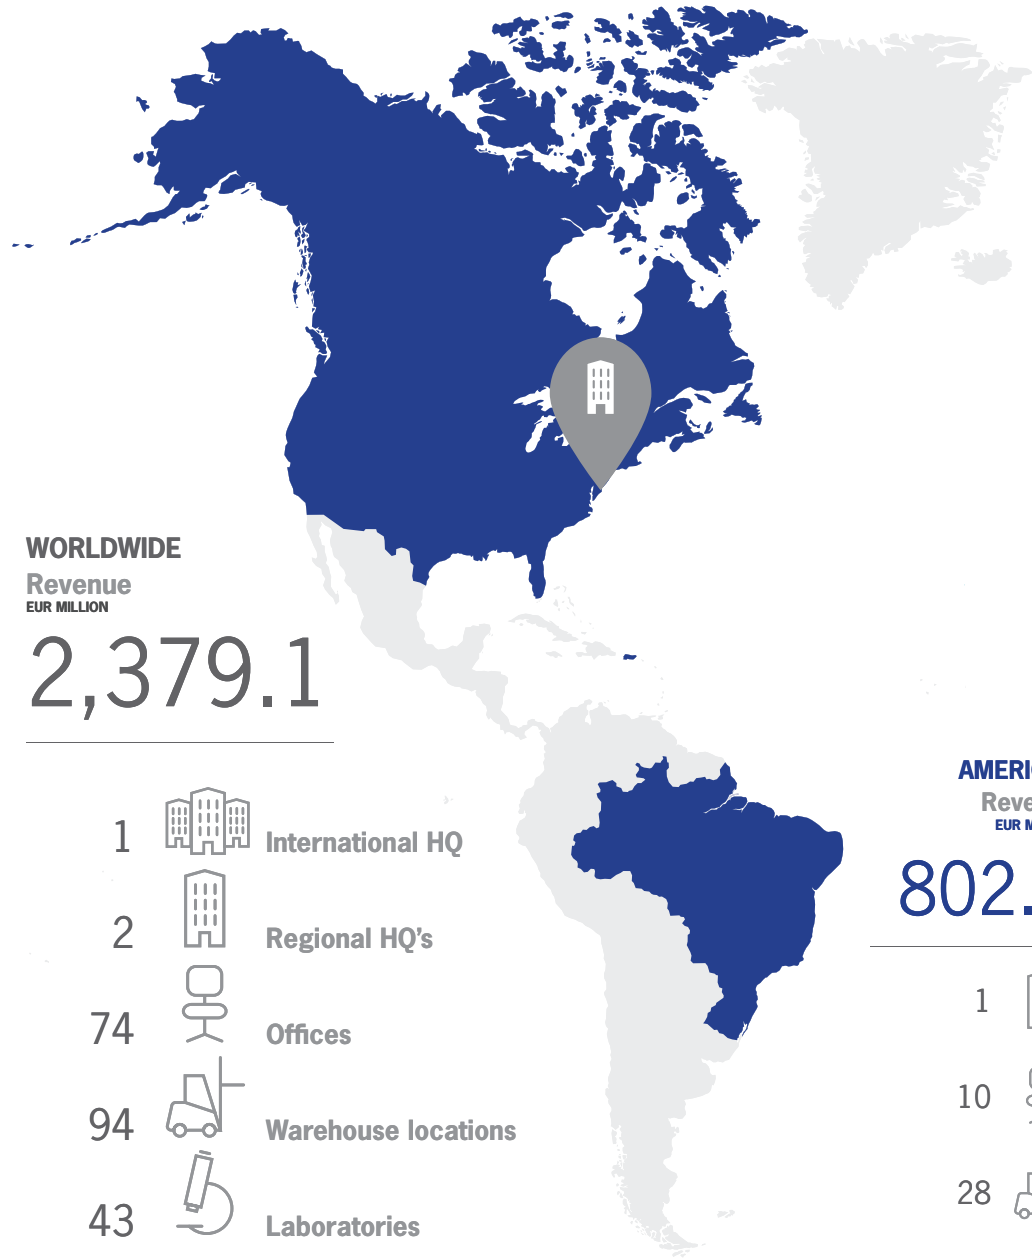 WORLDWIDE
Revenue
EUR MILLION
2,379.1
1 International HQ
2 Regional HQ's
74 Offices
94 Warehouse locations
43 Laboratories
EUR
802.
1
10
28